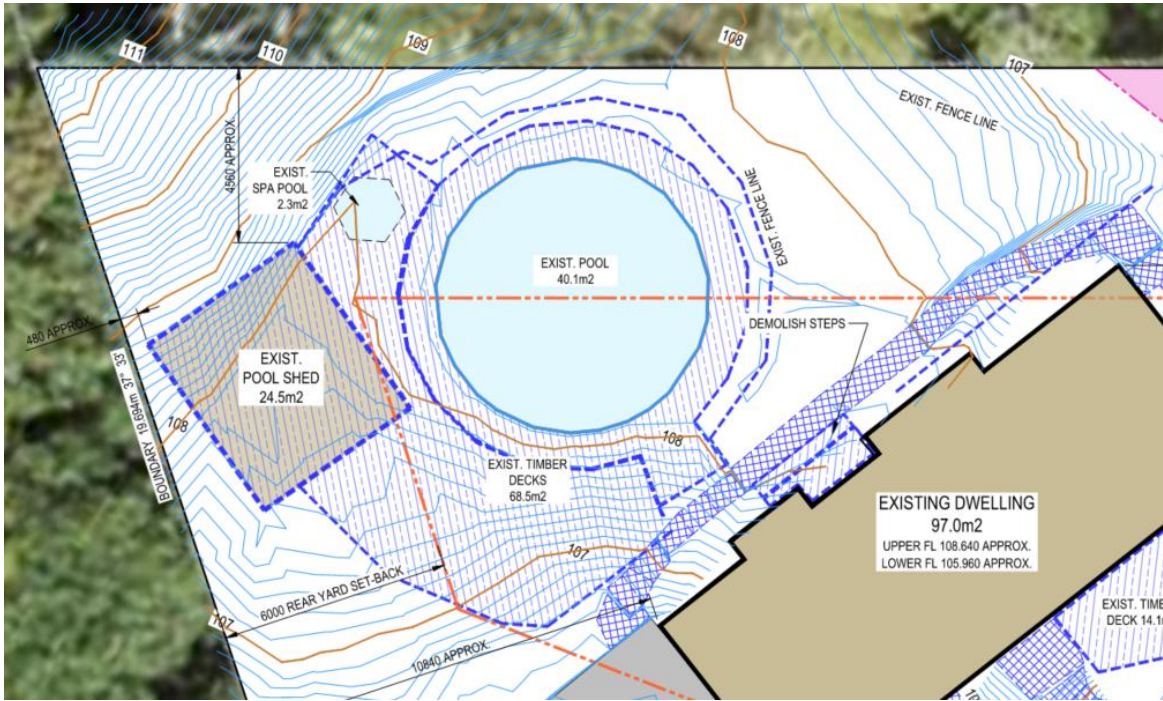 111
110
109
108
107
EXIST. FENCE LINE
4560 APPROX.
EXIST.
SPA POOL
2.3m2
EXIST. FENCE LINE
EXIST. POOL
40.1m2
480 APPROX.
DEMOLISH STEPS
EXIST.
POOL SHED
24.5m2
BOUNDARY 19.694m 37° 33'
108
108
EXIST. TIMBER
DECKS
68.5m2
EXISTING DWELLING
97.0m2
UPPER FL 108.640 APPROX.
LOWER FL 105.960 APPROX.
107
6000 REAR YARD SET-BACK
107
10840 APPROX.
DECK 14.1